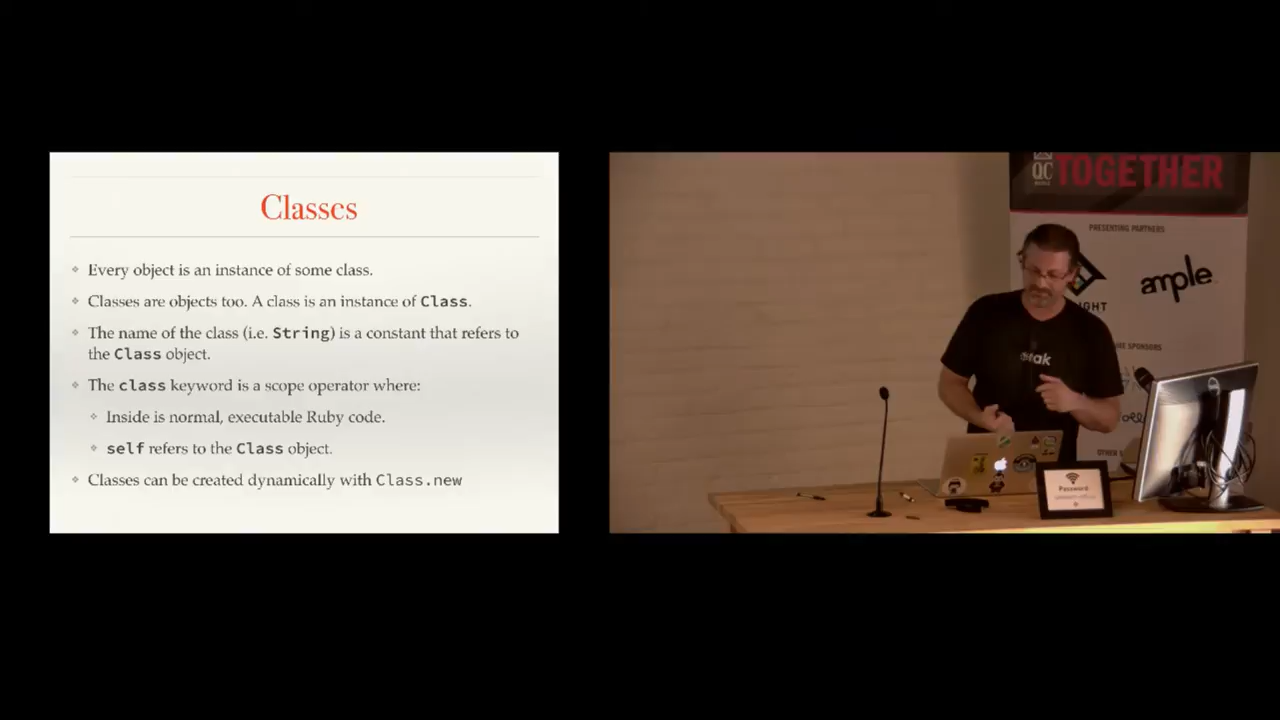 Classes
Every object is an instance of some class.
Classes are objects too. A class is an instance of Class.
The name of the class (i.e. String) is a constant that refers to
the Class object.
The class keyword is a scope operator where:
Inside is normal, executable Ruby code.
self refers to the Class object.
Classes can be created dynamically with Class.new
QC
TOGETHER
PRESENTING PARTNERS
ample
SPONSORS
OTHER
Password